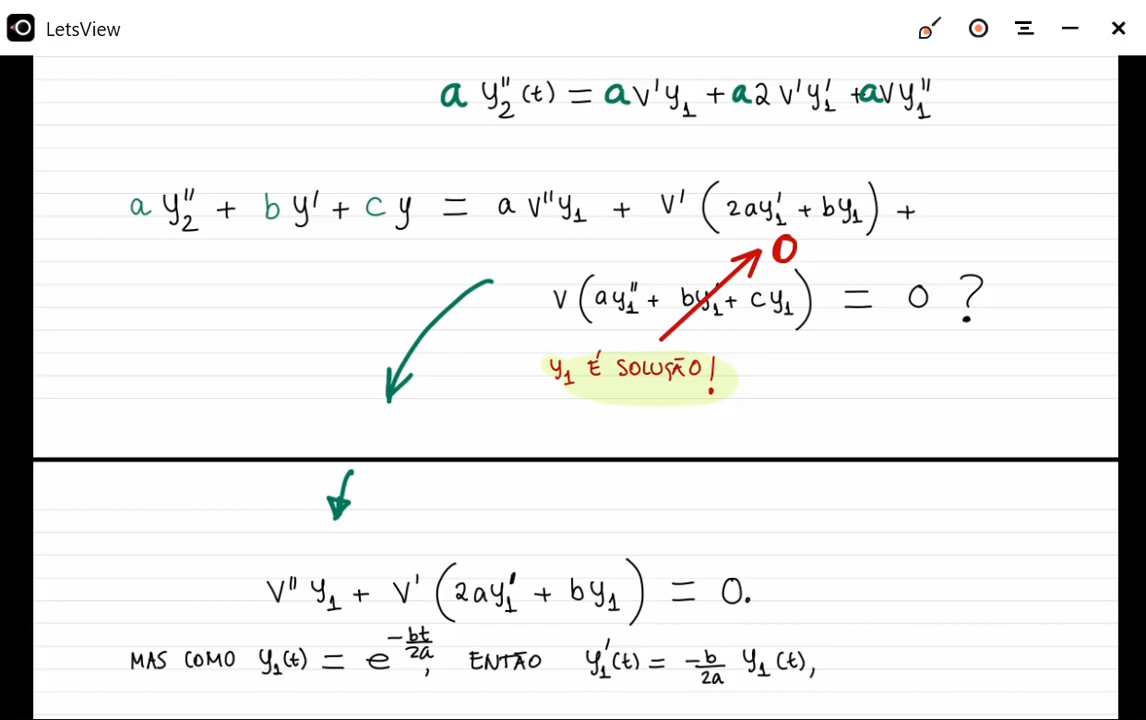 LetsView
a y₂''(t) = a v'y₁ + a 2 v'y₁' + a v y₁''
a y₂'' + b y' + c y = a v''y₁ + v' (2ay₁' + by₁) +
0
v (ay₁'' + by₁' + cy₁) = 0 ?
y₁ É SOLUÇÃO!
v'' y₁ + v' (2ay₁' + by₁) = 0.
MAS COMO y₁(t) = e^(-bt/2a), ENTÃO y₁'(t) = -b/2a y₁(t),